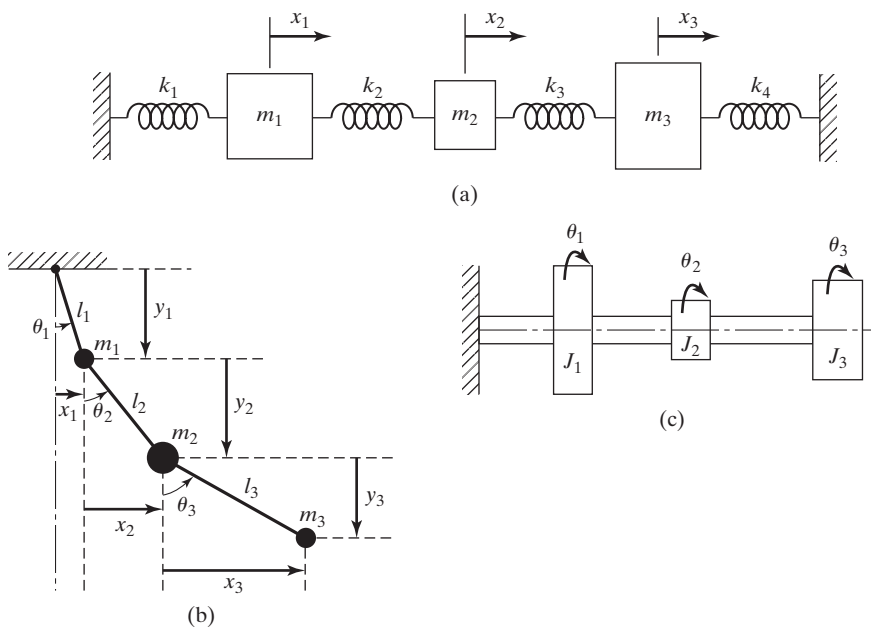 x₁ x₂ x₃
k₁ k₂ k₃ k₄
m₁ m₂ m₃
(a)
θ₁ l₁ y₁
m₁
x₁ θ₂ l₂ y₂
m₂
θ₃ l₃ y₃
x₂ m₃
x₃
(b)
θ₁ θ₂ θ₃
J₁ J₂ J₃
(c)